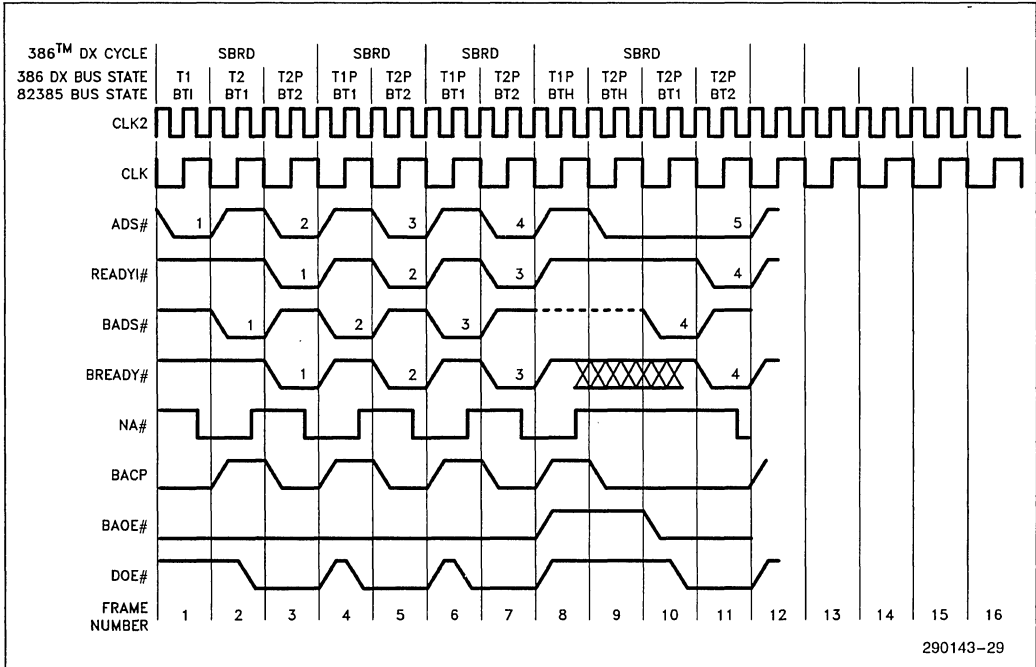 386TM DX CYCLE SBRD SBRD SBRD SBRD
386 DX BUS STATE T1 T2 T2P T1P T2P T1P T2P T1P T2P T2P T2P
82385 BUS STATE BTI BT1 BT2 BT1 BT2 BT1 BT2 BTH BTH BT1 BT2
CLK2
CLK
ADS# 1 2 3 4 5
READYI# 1 2 3 4
BADS# 1 2 3 4
BREADY# 1 2 3 4
NA#
BACP
BAOE#
DOE#
FRAME
NUMBER 1 2 3 4 5 6 7 8 9 10 11 12 13 14 15 16
290143-29